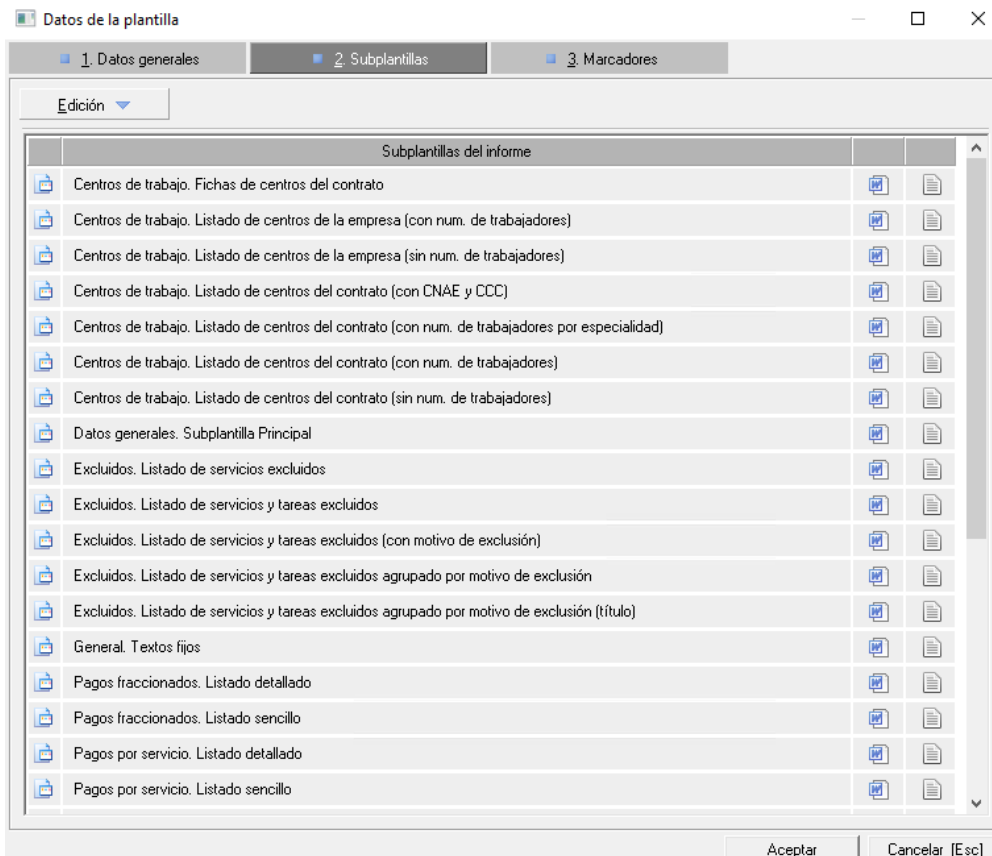 Datos de la plantilla
1. Datos generales
2. Subplantillas
3. Marcadores
Edición
Subplantillas del informe
Centros de trabajo. Fichas de centros del contrato
Centros de trabajo. Listado de centros de la empresa (con num. de trabajadores)
Centros de trabajo. Listado de centros de la empresa (sin num. de trabajadores)
Centros de trabajo. Listado de centros del contrato (con CNAE y CCC)
Centros de trabajo. Listado de centros del contrato (con num. de trabajadores por especialidad)
Centros de trabajo. Listado de centros del contrato (con num. de trabajadores)
Centros de trabajo. Listado de centros del contrato (sin num. de trabajadores)
Datos generales. Subplantilla Principal
Excluidos. Listado de servicios excluidos
Excluidos. Listado de servicios y tareas excluidos
Excluidos. Listado de servicios y tareas excluidos (con motivo de exclusión)
Excluidos. Listado de servicios y tareas excluidos agrupado por motivo de exclusión
Excluidos. Listado de servicios y tareas excluidos agrupado por motivo de exclusión (título)
General. Textos fijos
Pagos fraccionados. Listado detallado
Pagos fraccionados. Listado sencillo
Pagos por servicio. Listado detallado
Pagos por servicio. Listado sencillo
Aceptar
Cancelar [Esc]